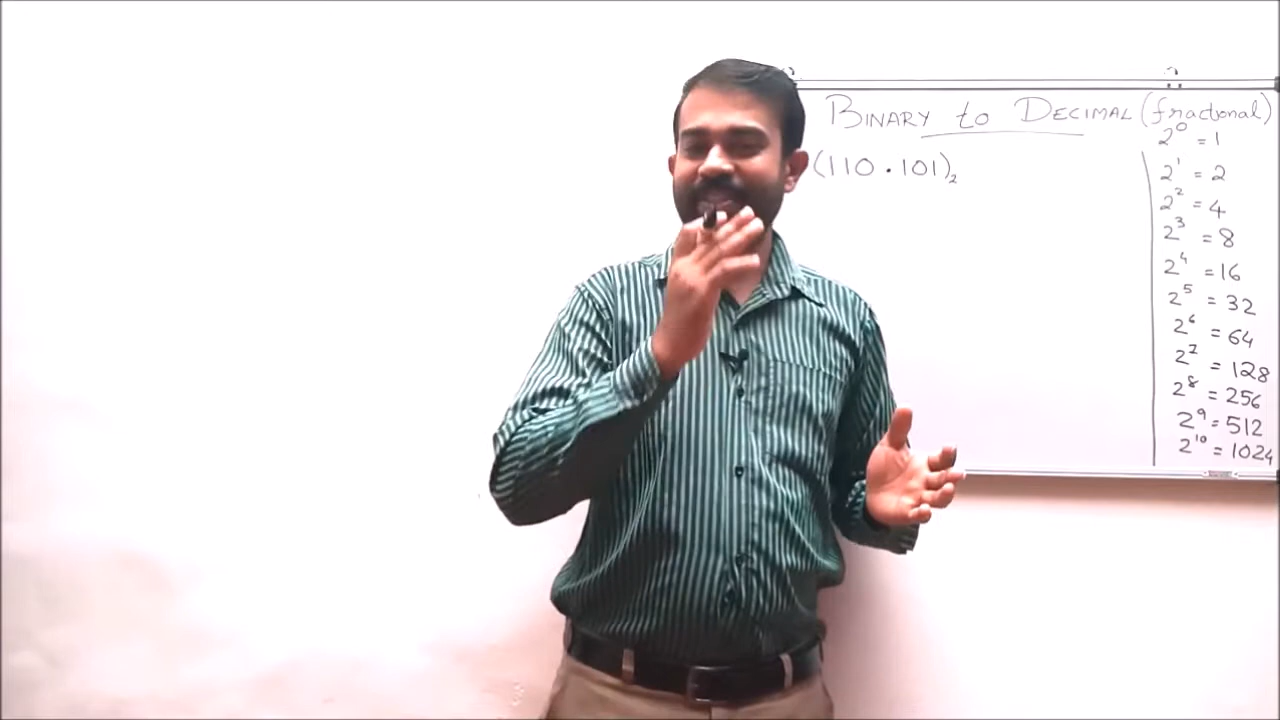 BINARY to DECIMAL (fractional)
(110.101)₂
2⁰ = 1
2¹ = 2
2² = 4
2³ = 8
2⁴ = 16
2⁵ = 32
2⁶ = 64
2⁷ = 128
2⁸ = 256
2⁹ = 512
2¹⁰ = 1024